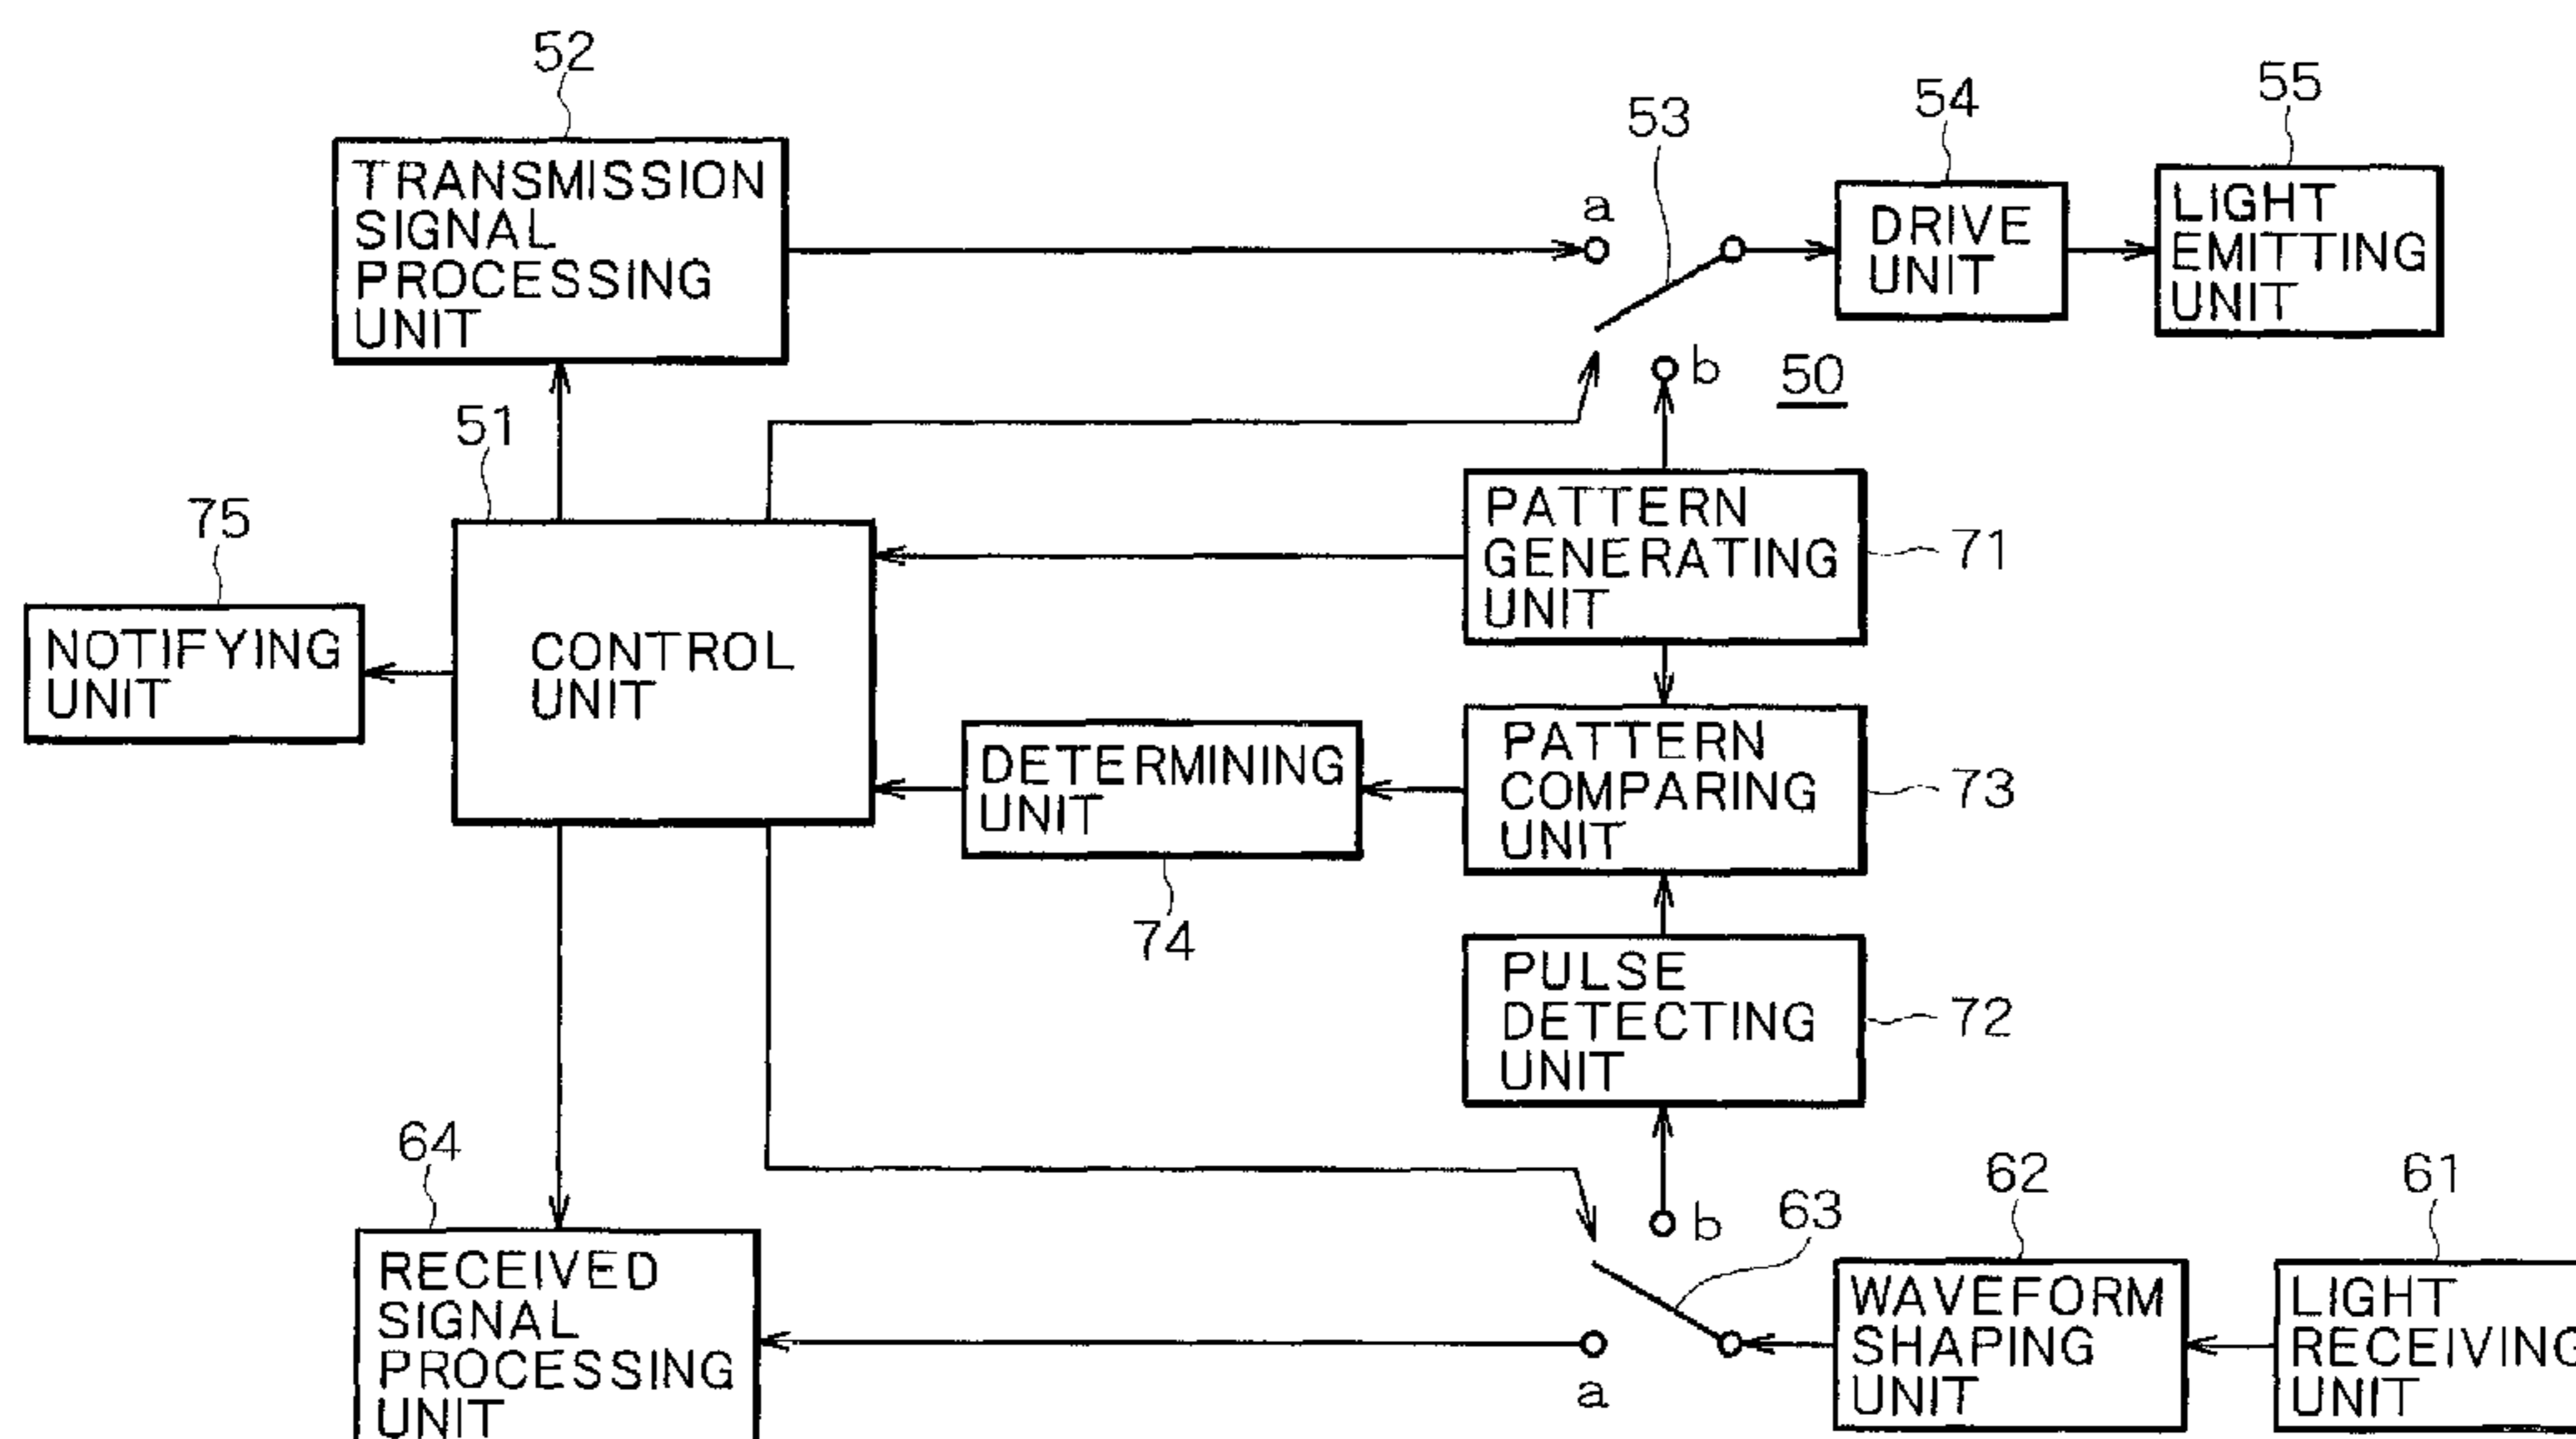 52
TRANSMISSION
SIGNAL
PROCESSING
UNIT
a
53
54
DRIVE
UNIT
55
LIGHT
EMITTING
UNIT
b
50
51
CONTROL
UNIT
75
NOTIFYING
UNIT
PATTERN
GENERATING
UNIT
71
DETERMINING
UNIT
74
PATTERN
COMPARING
UNIT
73
PULSE
DETECTING
UNIT
72
64
RECEIVED
SIGNAL
PROCESSING
UNIT
b
63
a
62
WAVEFORM
SHAPING
UNIT
61
LIGHT
RECEIVING
UNIT